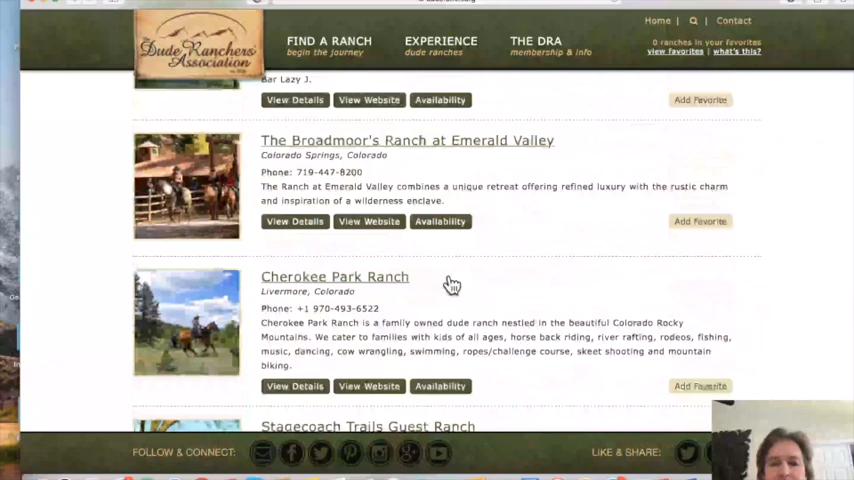 Home | Contact
The Dude Ranchers' Association
FIND A RANCH EXPERIENCE THE DRA
begin the journey dude ranches membership & info
0 ranches in your favorites
view favorites | what's this?
Bar Lazy J.
View Details View Website Availability Add Favorite
The Broadmoor's Ranch at Emerald Valley
Colorado Springs, Colorado
Phone: 719-447-8200
The Ranch at Emerald Valley combines a unique retreat offering refined luxury with the rustic charm
and inspiration of a wilderness enclave.
View Details View Website Availability Add Favorite
Cherokee Park Ranch
Livermore, Colorado
Phone: +1 970-493-6522
Cherokee Park Ranch is a family owned dude ranch nestled in the beautiful Colorado Rocky
Mountains. We cater to families with kids of all ages, horse back riding, river rafting, rodeos, fishing,
music, dancing, cow wrangling, swimming, ropes/challenge course, skeet shooting and mountain
biking.
View Details View Website Availability Add Favorite
Stagecoach Trails Guest Ranch
FOLLOW & CONNECT: LIKE & SHARE: